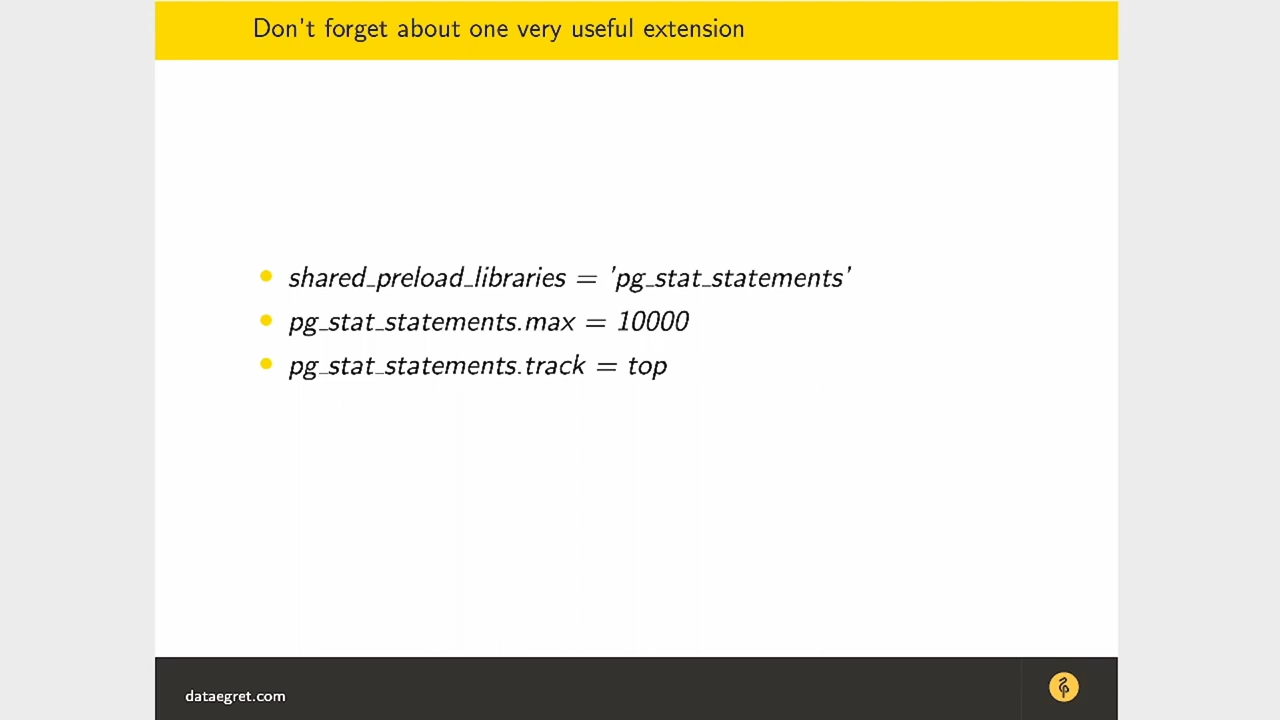 Don't forget about one very useful extension
shared_preload_libraries = 'pg_stat_statements'
pg_stat_statements.max = 10000
pg_stat_statements.track = top
dataegret.com